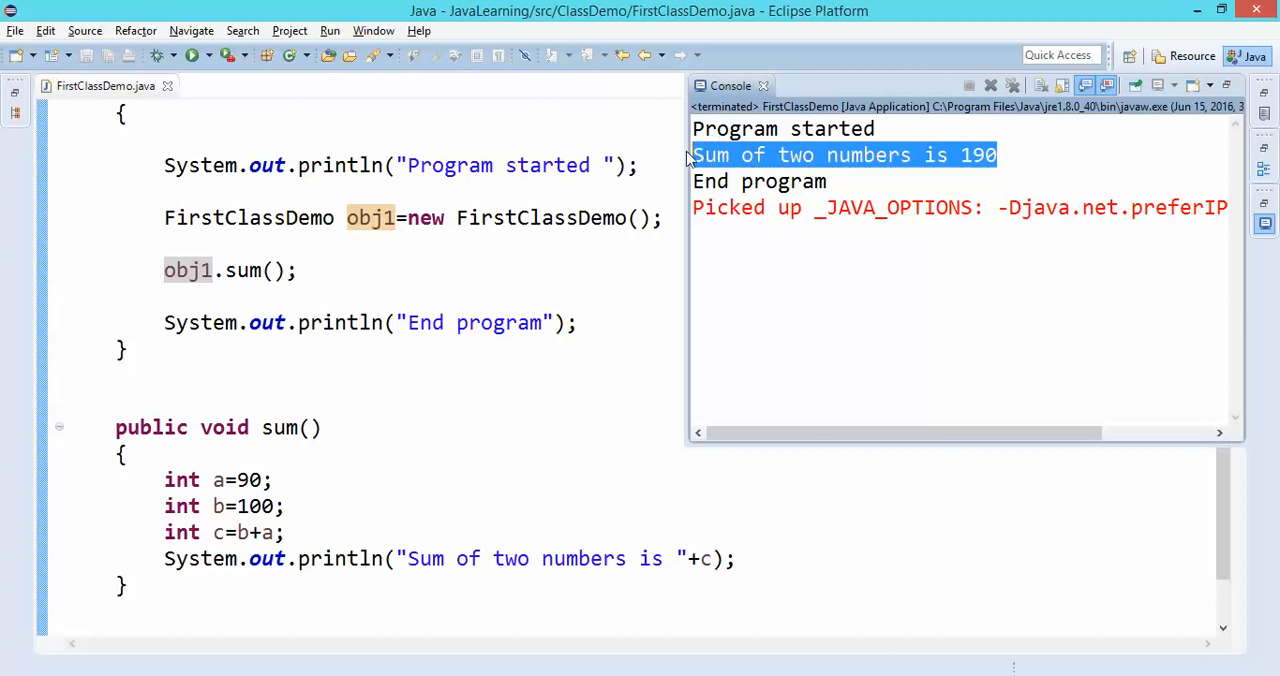 Java - JavaLearning/src/ClassDemo/FirstClassDemo.java - Eclipse Platform
File Edit Source Refactor Navigate Search Project Run Window Help
Quick Access Resource Java
FirstClassDemo.java
{
System.out.println("Program started ");
FirstClassDemo obj1=new FirstClassDemo();
obj1.sum();
System.out.println("End program");
}
public void sum()
{
int a=90;
int b=100;
int c=b+a;
System.out.println("Sum of two numbers is "+c);
}
Console
<terminated> FirstClassDemo [Java Application] C:\Program Files\Java\jre1.8.0_40\bin\javaw.exe (Jun 15, 2016, 3
Program started
Sum of two numbers is 190
End program
Picked up _JAVA_OPTIONS: -Djava.net.preferIP